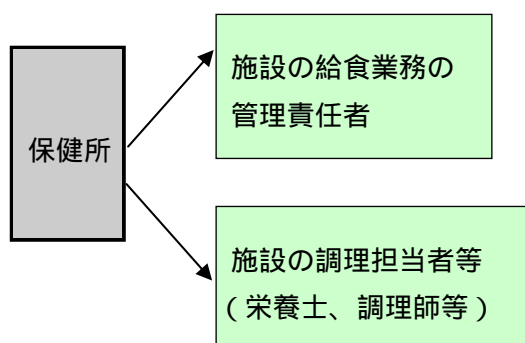 保健所
施設の給食業務の
管理責任者
施設の調理担当者等
（栄養士、調理師等）